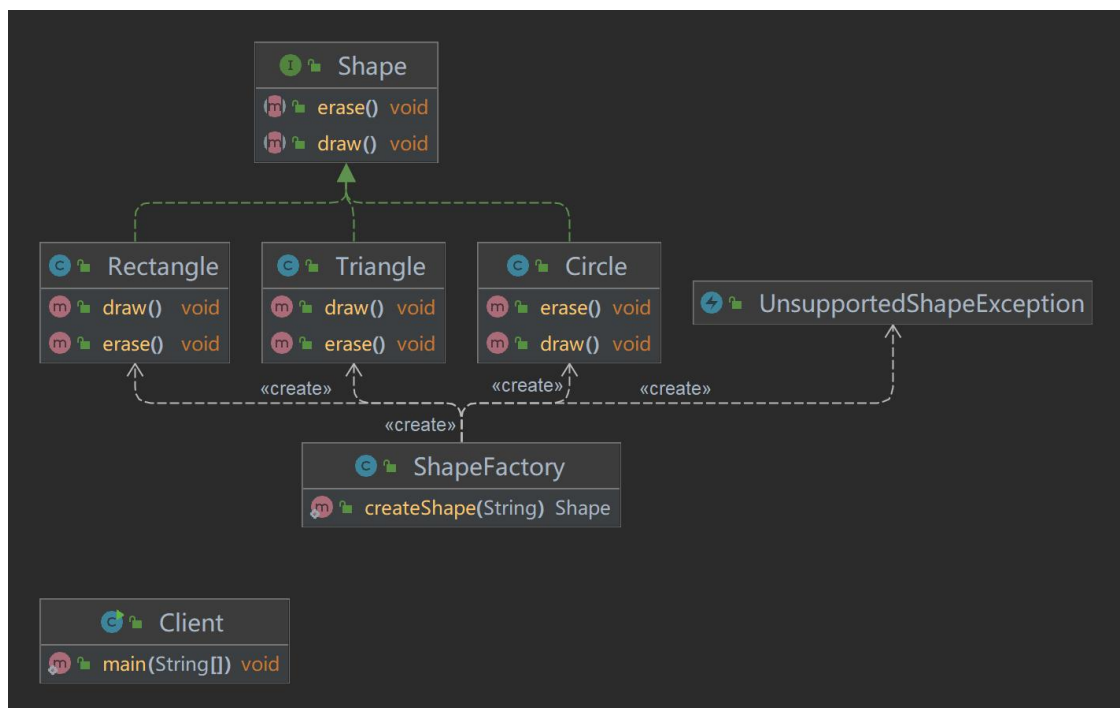 Shape
erase() void
draw() void
Rectangle
draw() void
erase() void
Triangle
draw() void
erase() void
Circle
erase() void
draw() void
UnsupportedShapeException
«create»
«create»
«create»
«create»
ShapeFactory
createShape(String) Shape
Client
main(String[]) void